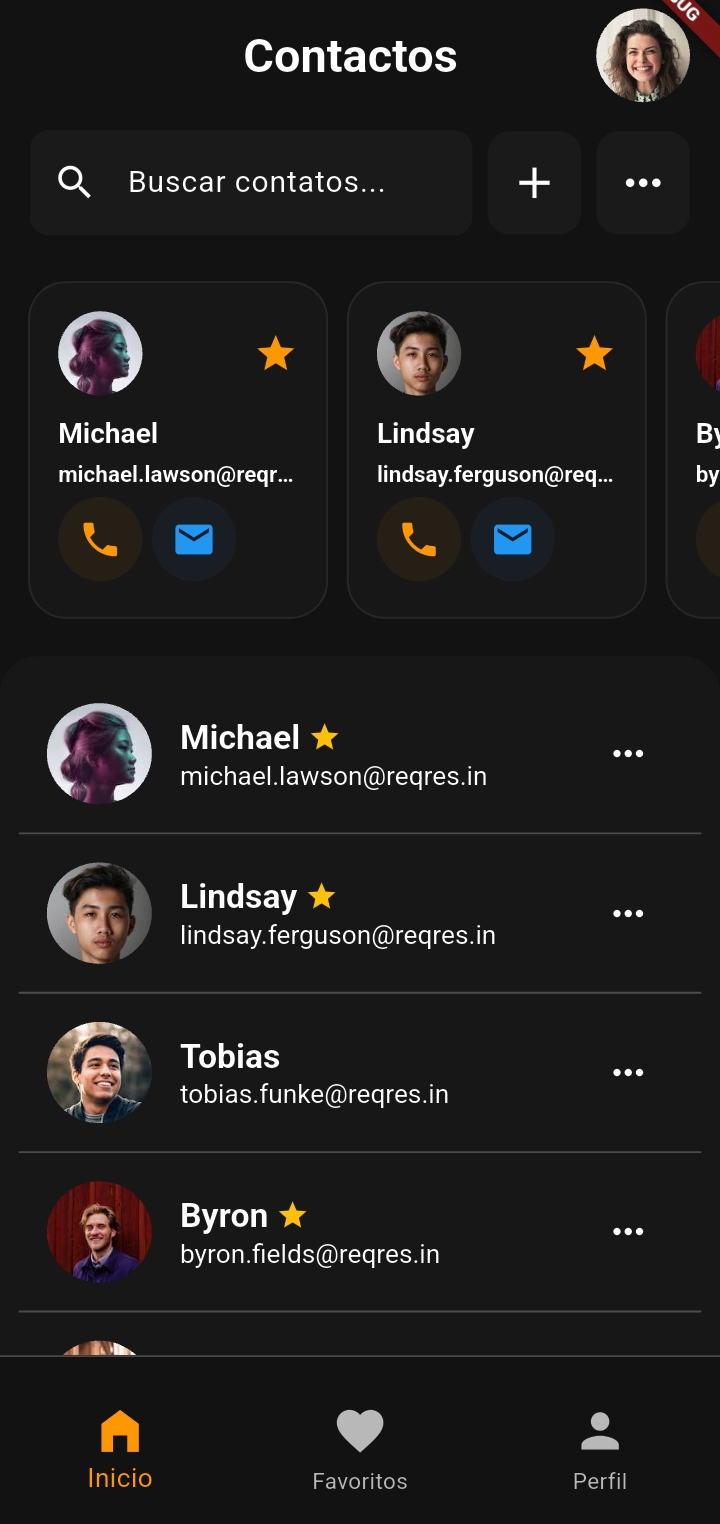 Contactos
Buscar contatos...
Michael
michael.lawson@reqr...
Lindsay
lindsay.ferguson@req...
By
by
Michael
michael.lawson@reqres.in
Lindsay
lindsay.ferguson@reqres.in
Tobias
tobias.funke@reqres.in
Byron
byron.fields@reqres.in
Inicio
Favoritos
Perfil